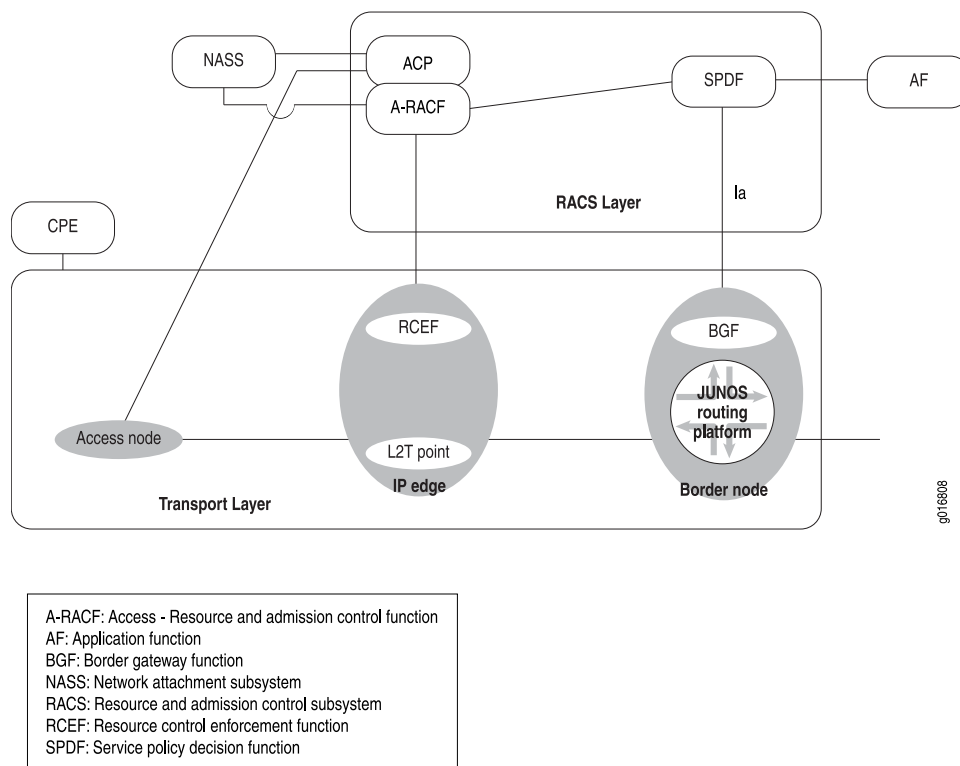 NASS
ACP
A-RACF
SPDF
AF
RACS Layer
Ia
CPE
RCEF
BGF
JUNOS
routing
platform
Access node
L2T point
IP edge
Border node
Transport Layer
g016808
A-RACF: Access - Resource and admission control function
AF: Application function
BGF: Border gateway function
NASS: Network attachment subsystem
RACS: Resource and admission control subsystem
RCEF: Resource control enforcement function
SPDF: Service policy decision function